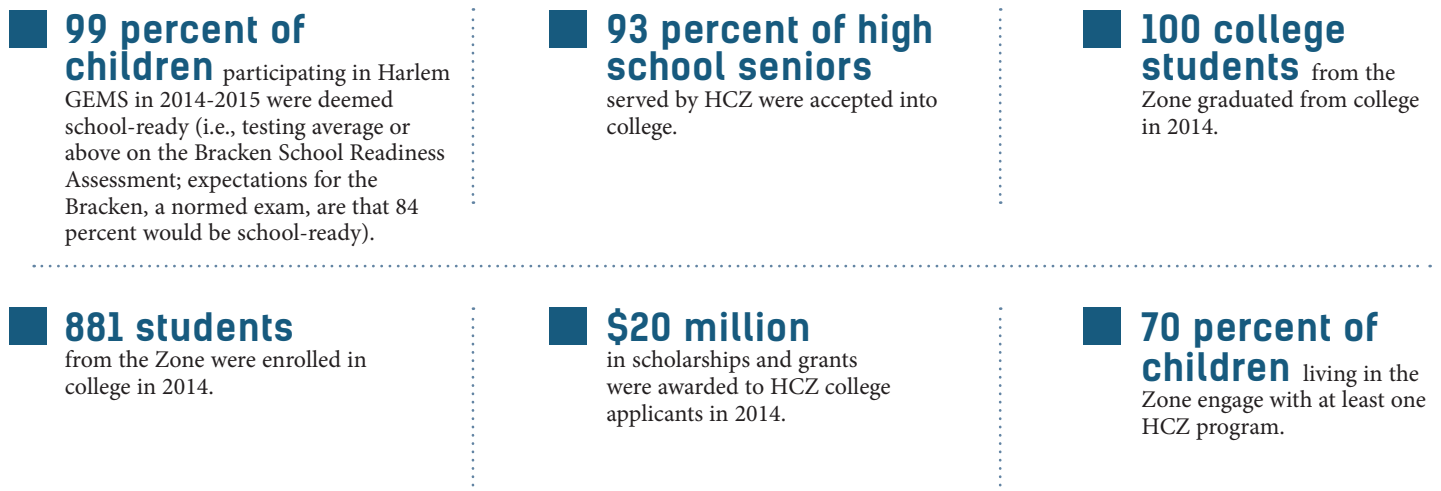 99 percent of
children participating in Harlem
GEMS in 2014-2015 were deemed
school-ready (i.e., testing average or
above on the Bracken School Readiness
Assessment; expectations for the
Bracken, a normed exam, are that 84
percent would be school-ready).
93 percent of high
school seniors
served by HCZ were accepted into
college.
100 college
students from the
Zone graduated from college
in 2014.
881 students
from the Zone were enrolled in
college in 2014.
$20 million
in scholarships and grants
were awarded to HCZ college
applicants in 2014.
70 percent of
children living in the
Zone engage with at least one
HCZ program.